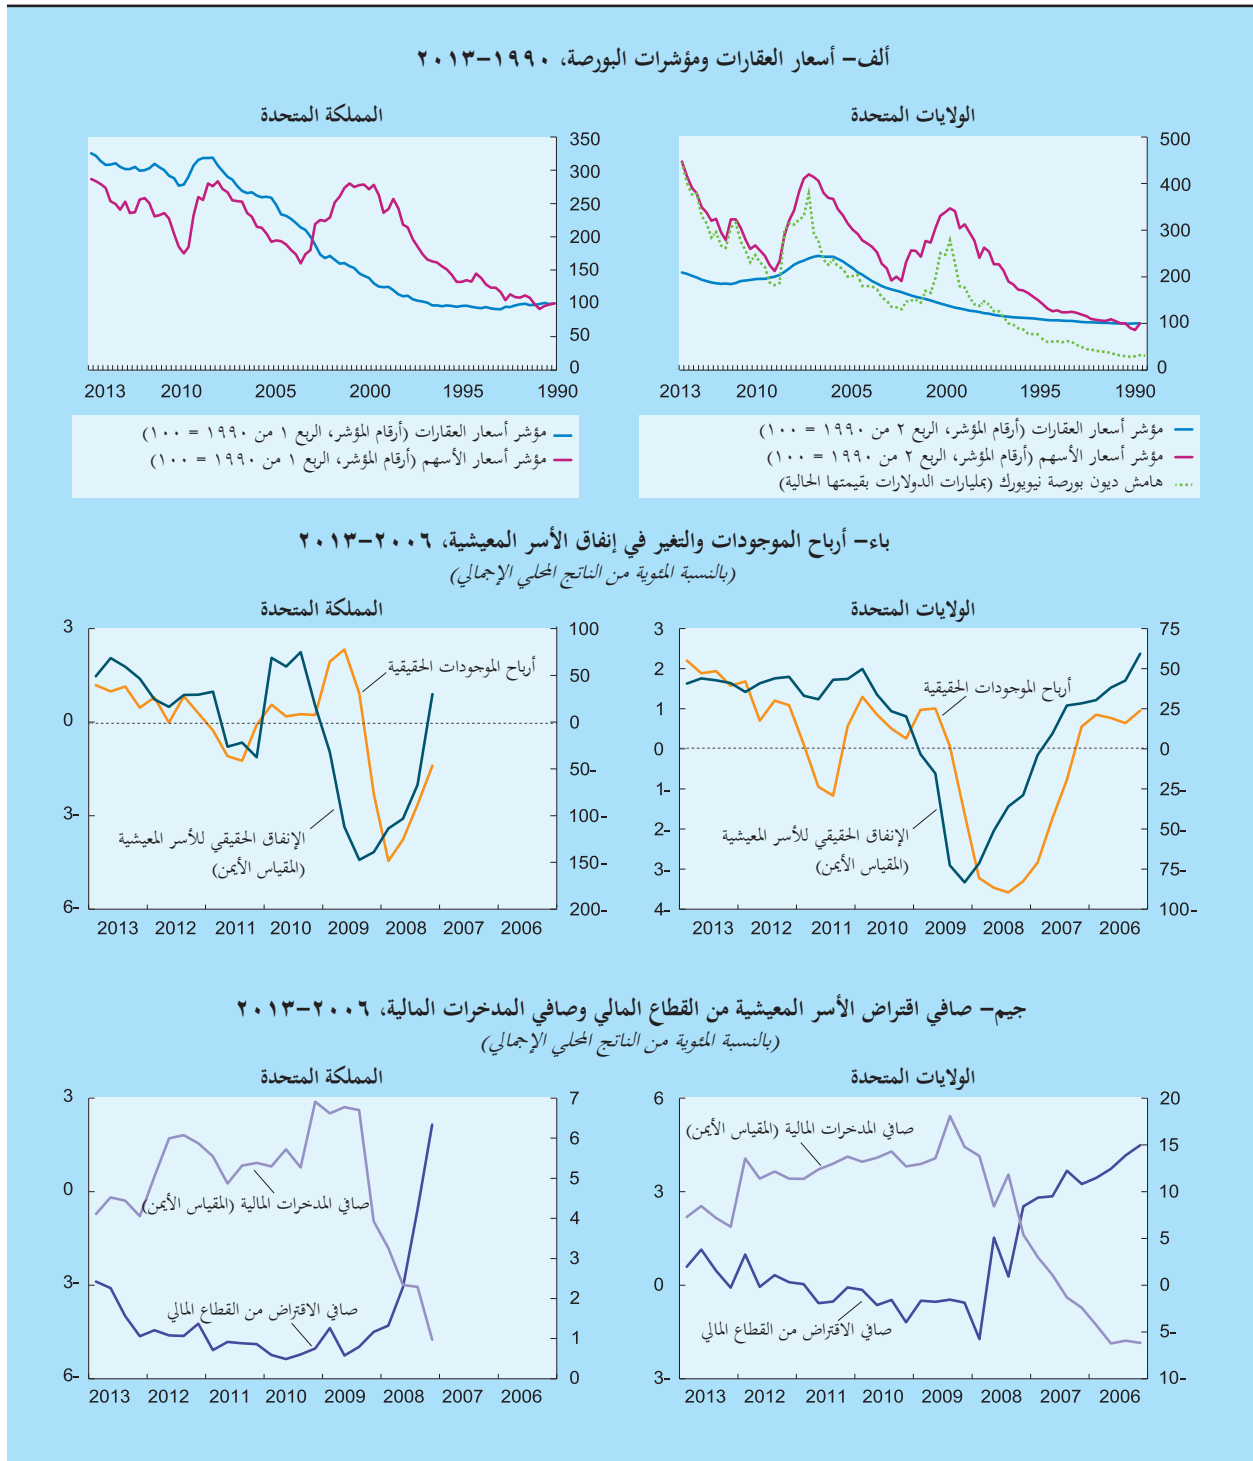 ألف- أسعار العقارات ومؤشرات البورصة، ١٩٩٠-٢٠١٣
الولايات المتحدة
500
400
300
200
100
0
2013 2010 2005 2000 1995 1990
مؤشر أسعار العقارات (أرقام المؤشر، الربع ٢ من ١٩٩٠ = ١٠٠)
مؤشر أسعار الأسهم (أرقام المؤشر، الربع ٢ من ١٩٩٠ = ١٠٠)
هامش ديون بورصة نيويورك (بمليارات الدولارات بقيمتها الحالية)
المملكة المتحدة
350
300
250
200
150
100
50
0
2013 2010 2005 2000 1995 1990
مؤشر أسعار العقارات (أرقام المؤشر، الربع ١ من ١٩٩٠ = ١٠٠)
مؤشر أسعار الأسهم (أرقام المؤشر، الربع ١ من ١٩٩٠ = ١٠٠)
باء- أرباح الموجودات والتغير في إنفاق الأسر المعيشية، ٢٠٠٦-٢٠١٣
(بالنسبة المئوية من الناتج المحلي الإجمالي)
الولايات المتحدة
3 75
2 50
1 25
0 0
1- 25-
2- 50-
3- 75-
4- 100-
أرباح الموجودات الحقيقية
الإنفاق الحقيقي للأسر المعيشية
(المقياس الأيمن)
2013 2012 2011 2010 2009 2008 2007 2006
المملكة المتحدة
3 100
50
0 0
50-
3- 100-
150-
6- 200-
أرباح الموجودات الحقيقية
الإنفاق الحقيقي للأسر المعيشية
(المقياس الأيمن)
2013 2012 2011 2010 2009 2008 2007 2006
جيم- صافي اقتراض الأسر المعيشية من القطاع المالي وصافي المدخرات المالية، ٢٠٠٦-٢٠١٣
(بالنسبة المئوية من الناتج المحلي الإجمالي)
الولايات المتحدة
6 20
15
3 10
5
0 0
5-
3- 10-
صافي المدخرات المالية (المقياس الأيمن)
صافي الاقتراض من القطاع المالي
2013 2012 2011 2010 2009 2008 2007 2006
المملكة المتحدة
3 7
6
0 5
4
3- 3
2
1
6- 0
صافي المدخرات المالية (المقياس الأيمن)
صافي الاقتراض من القطاع المالي
2013 2012 2011 2010 2009 2008 2007 2006